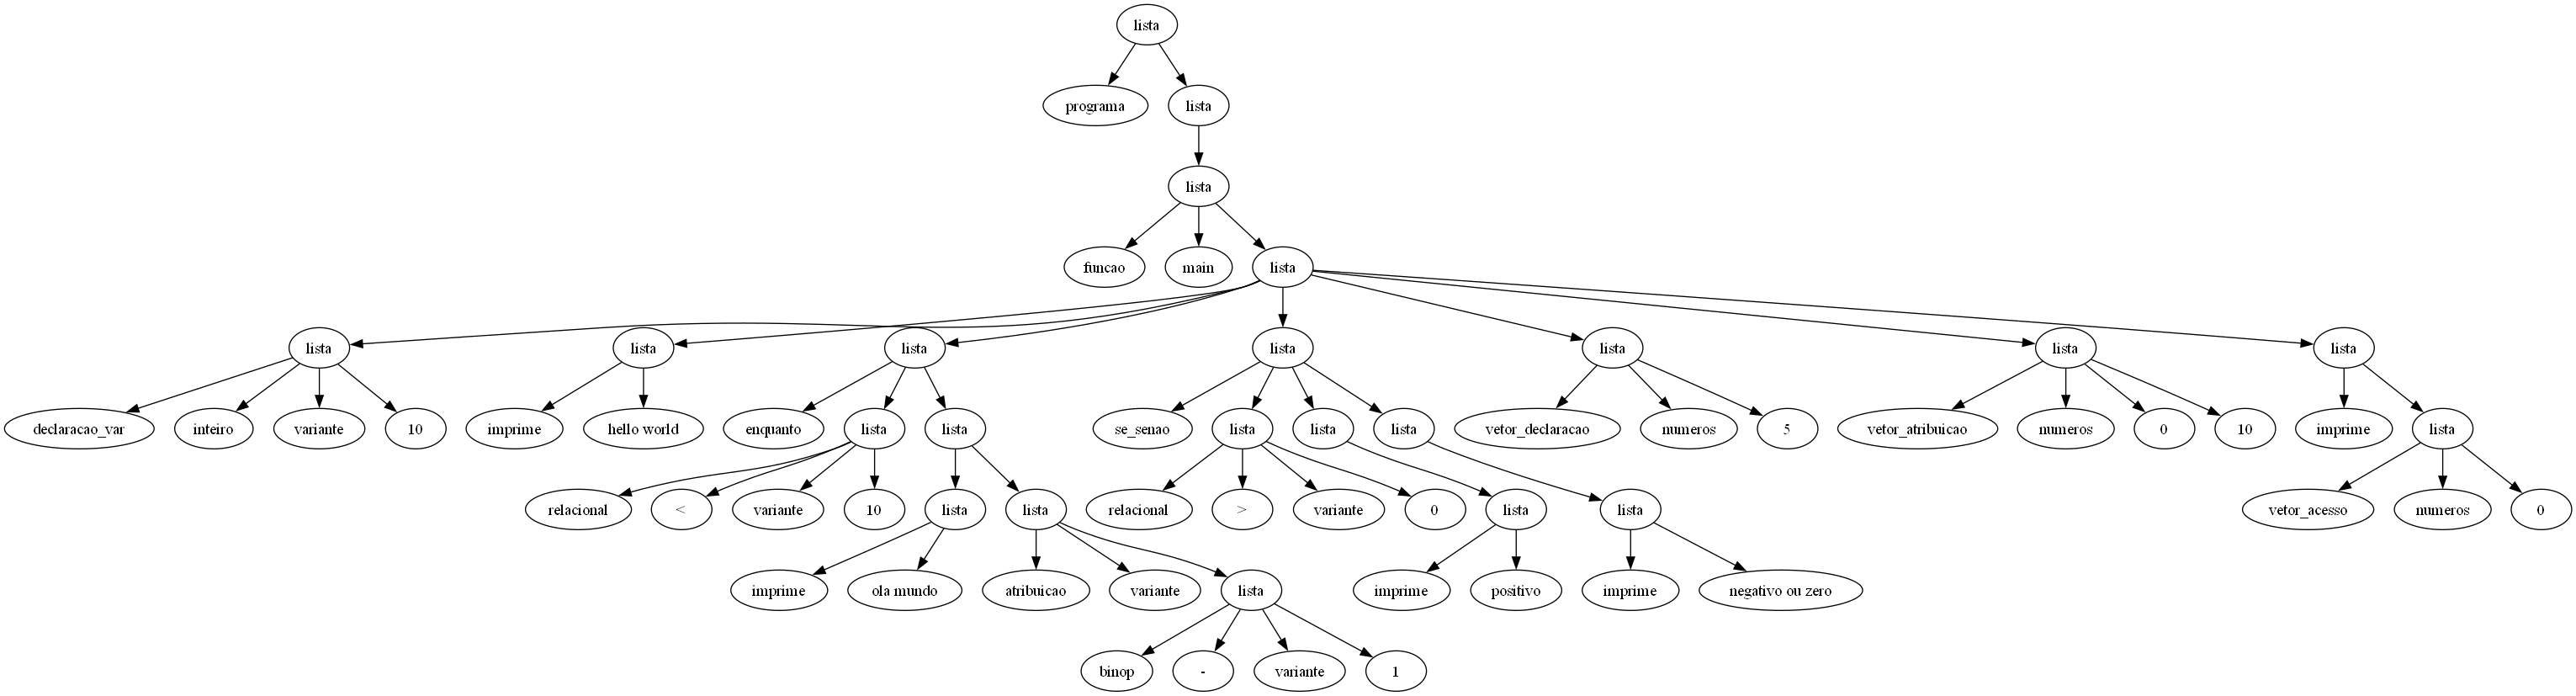 lista
programa
lista
lista
funcao
main
lista
lista
lista
lista
lista
lista
lista
lista
declaracao_var
inteiro
variante
10
imprime
hello world
enquanto
lista
lista
se_senao
lista
lista
lista
vetor_declaracao
numeros
5
vetor_atribuicao
numeros
0
10
imprime
lista
relacional
<
variante
10
lista
lista
relacional
>
variante
0
lista
lista
vetor_acesso
numeros
0
imprime
ola mundo
atribuicao
variante
lista
imprime
positivo
imprime
negativo ou zero
binop
-
variante
1